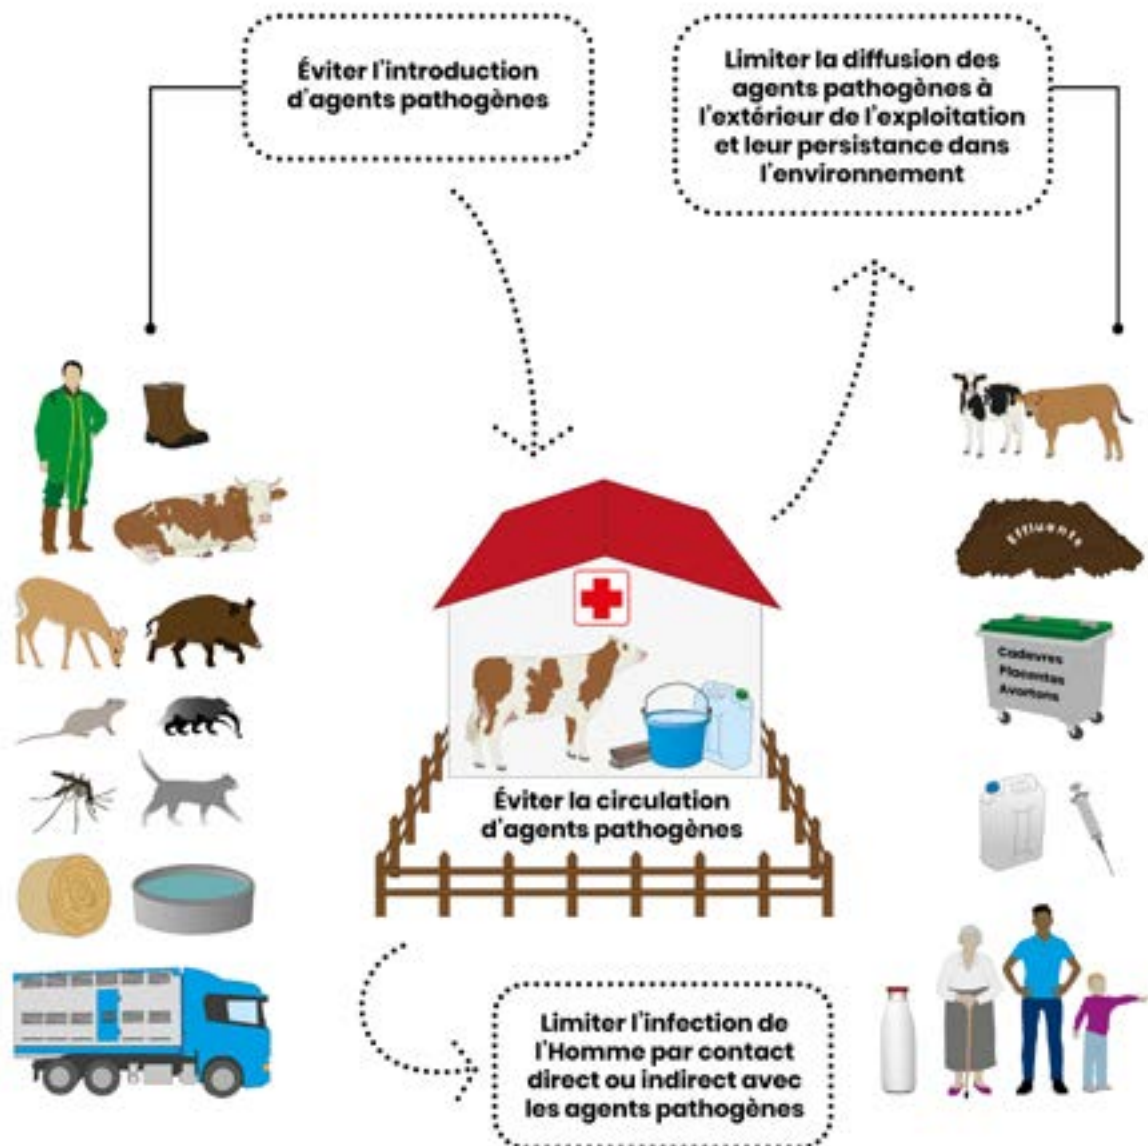 Éviter l'introduction
d'agents pathogènes
Limiter la diffusion des
agents pathogènes à
l'extérieur de l'exploitation
et leur persistance dans
l'environnement
Effluents
Cadavres
Placentas
Avortons
Éviter la circulation
d'agents pathogènes
Limiter l'infection de
l'Homme par contact
direct ou indirect avec
les agents pathogènes